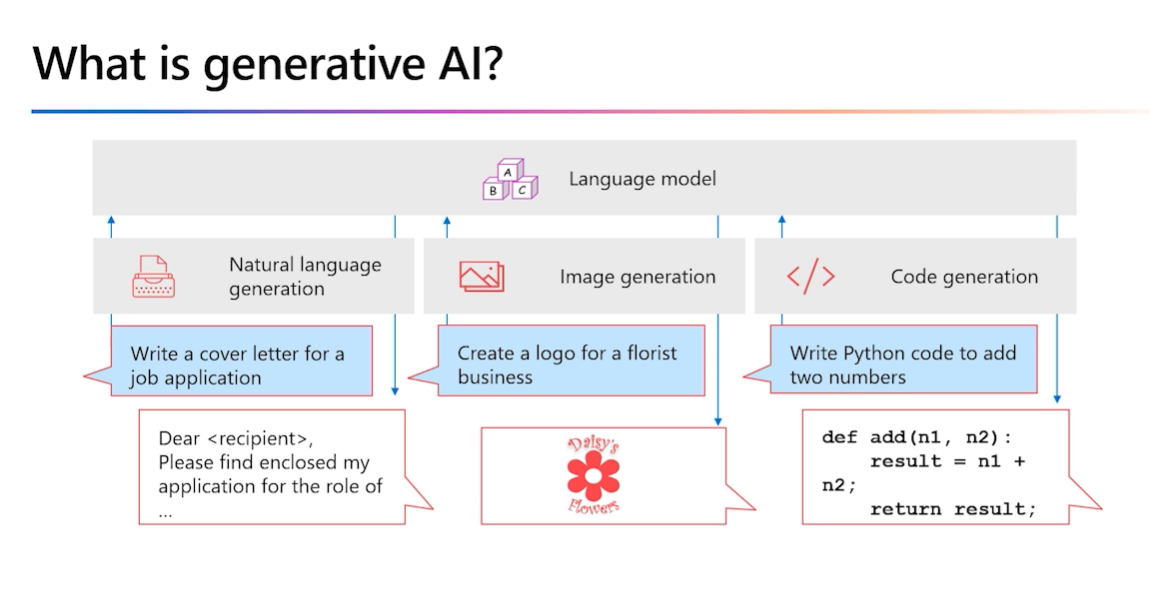 What is generative AI?
A
B
C
Language model
Natural language
generation
Image generation
</>
Code generation
Write a cover letter for a
job application
Create a logo for a florist
business
Write Python code to add
two numbers
Dear <recipient>,
Please find enclosed my
application for the role of
...
Daisy's
Flowers
def add(n1, n2):
result = n1 +
n2;
return result;